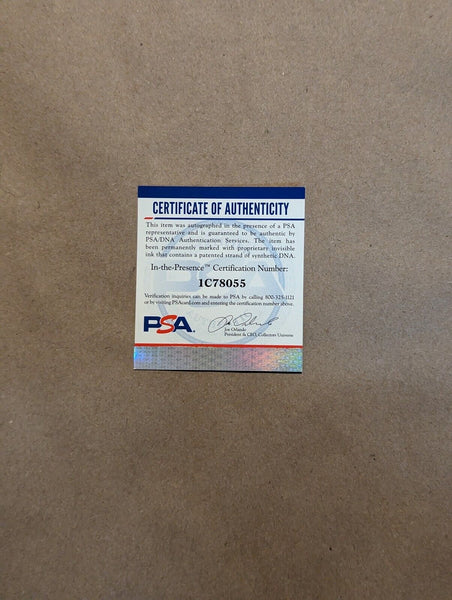 CERTIFICATE OF AUTHENTICITY
This item was autographed in the presence of a PSA
representative and is guaranteed to be authentic by
PSA/DNA Authentication Services. The item has
been permanently marked with proprietary invisible
ink that contains a patented strand of synthetic DNA.
In-the-Presence™ Certification Number:
1C78055
Verification inquiries can be made to PSA by calling 800-325-1121
or by visiting PSAcard.com and entering the certification number above.
PSA
Joe Orlando
President & CEO, Collectors Universe